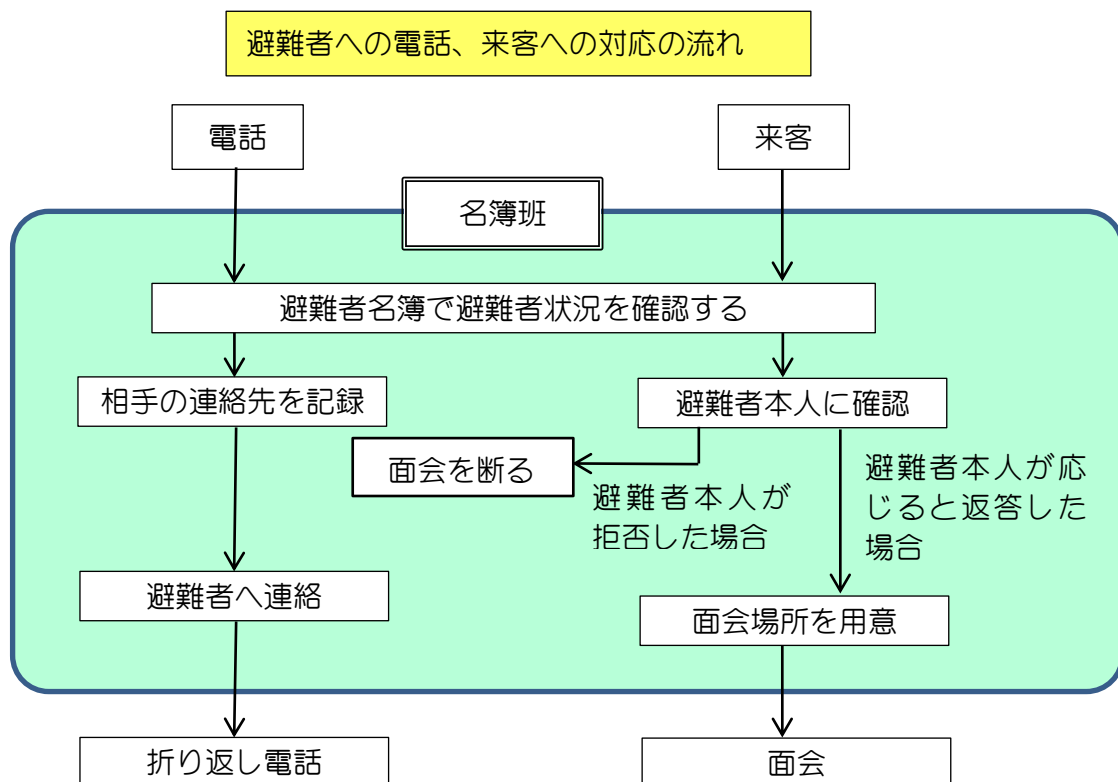 避難者への電話、来客への対応の流れ
電話
来客
名簿班
避難者名簿で避難者状況を確認する
相手の連絡先を記録
避難者本人に確認
面会を断る
避難者本人が
拒否した場合
避難者本人が応
じると返答した
場合
避難者へ連絡
面会場所を用意
折り返し電話
面会